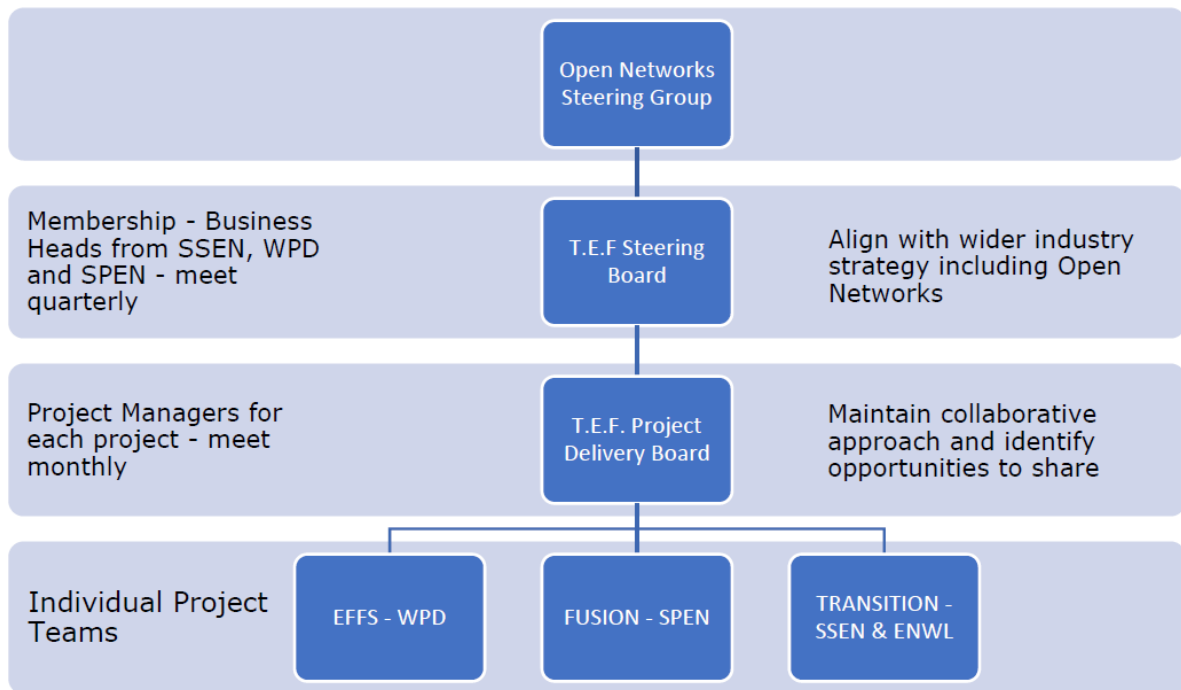 Open Networks
Steering Group
Membership - Business
Heads from SSEN, WPD
and SPEN - meet
quarterly
T.E.F Steering
Board
Align with wider industry
strategy including Open
Networks
Project Managers for
each project - meet
monthly
T.E.F. Project
Delivery Board
Maintain collaborative
approach and identify
opportunities to share
Individual Project
Teams
EFFS - WPD
FUSION - SPEN
TRANSITION -
SSEN & ENWL